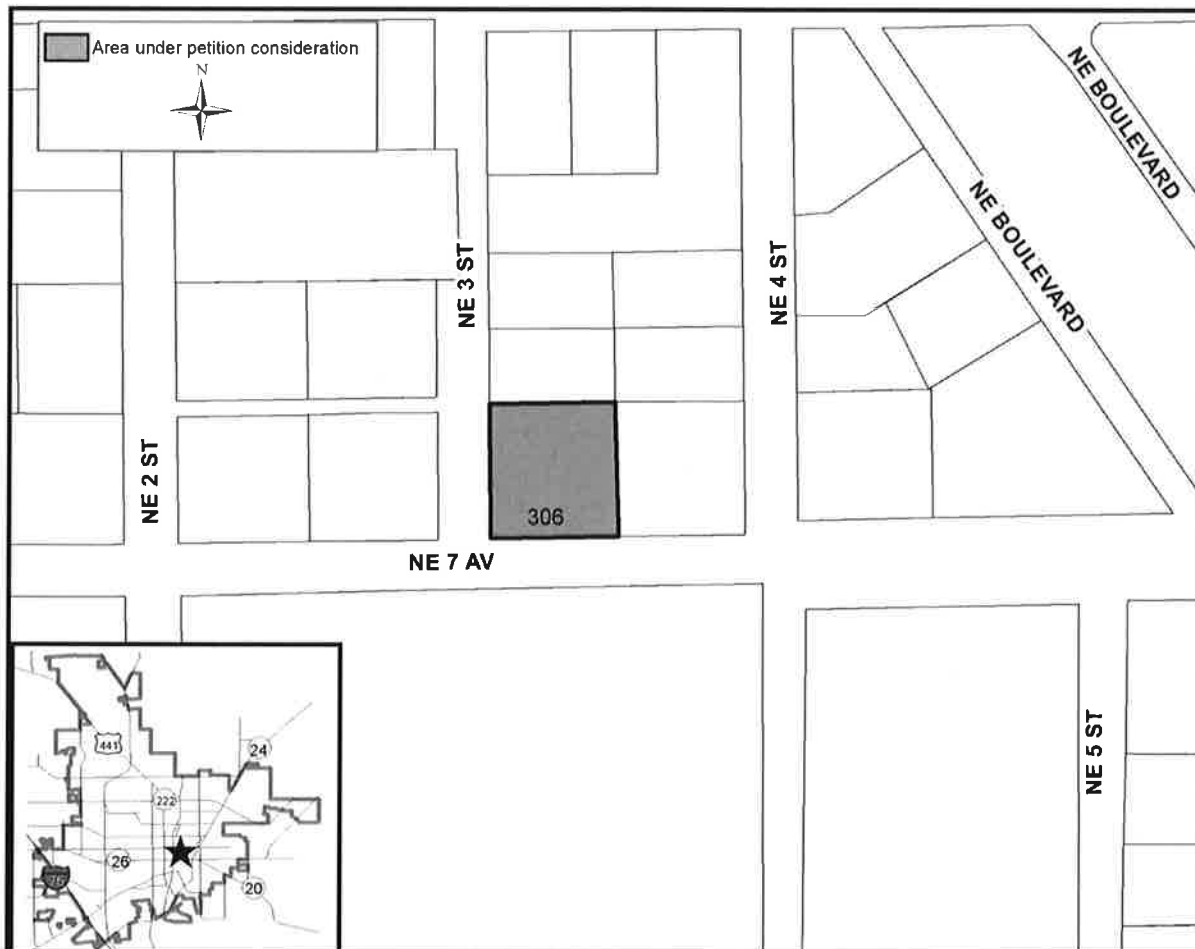 Area under petition consideration
N
NE BOULEVARD
NE BOULEVARD
NE 3 ST
NE 4 ST
NE 2 ST
306
NE 7 AV
NE 5 ST
441
24
222
26
20